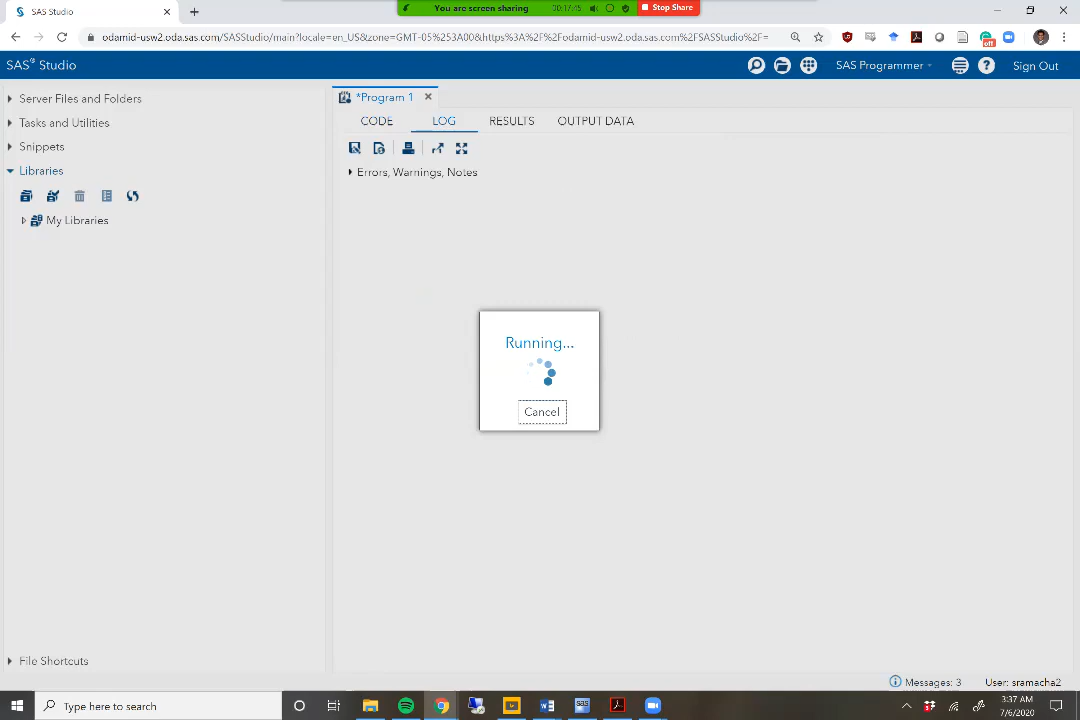 SAS Studio
You are screen sharing
00:17:45
Stop Share
odamid-usw2.oda.sas.com/SASStudio/main?locale=en_US&zone=GMT-05%253A00&https%3A%2F%2Fodamid-usw2.oda.sas.com%2FSASStudio%2F=
off
SAS® Studio
SAS Programmer
Sign Out
Server Files and Folders
Tasks and Utilities
Snippets
Libraries
My Libraries
File Shortcuts
*Program 1
CODE
LOG
RESULTS
OUTPUT DATA
Errors, Warnings, Notes
Running...
Cancel
Messages: 3
User: sramacha2
Type here to search
3:37 AM
7/6/2020